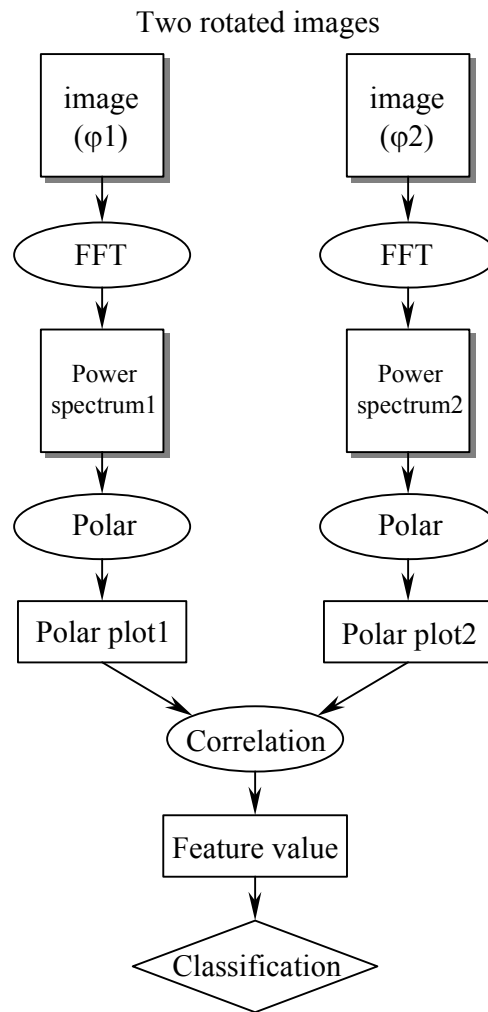 Two rotated images
image
(φ1)
image
(φ2)
FFT
FFT
Power
spectrum1
Power
spectrum2
Polar
Polar
Polar plot1
Polar plot2
Correlation
Feature value
Classification